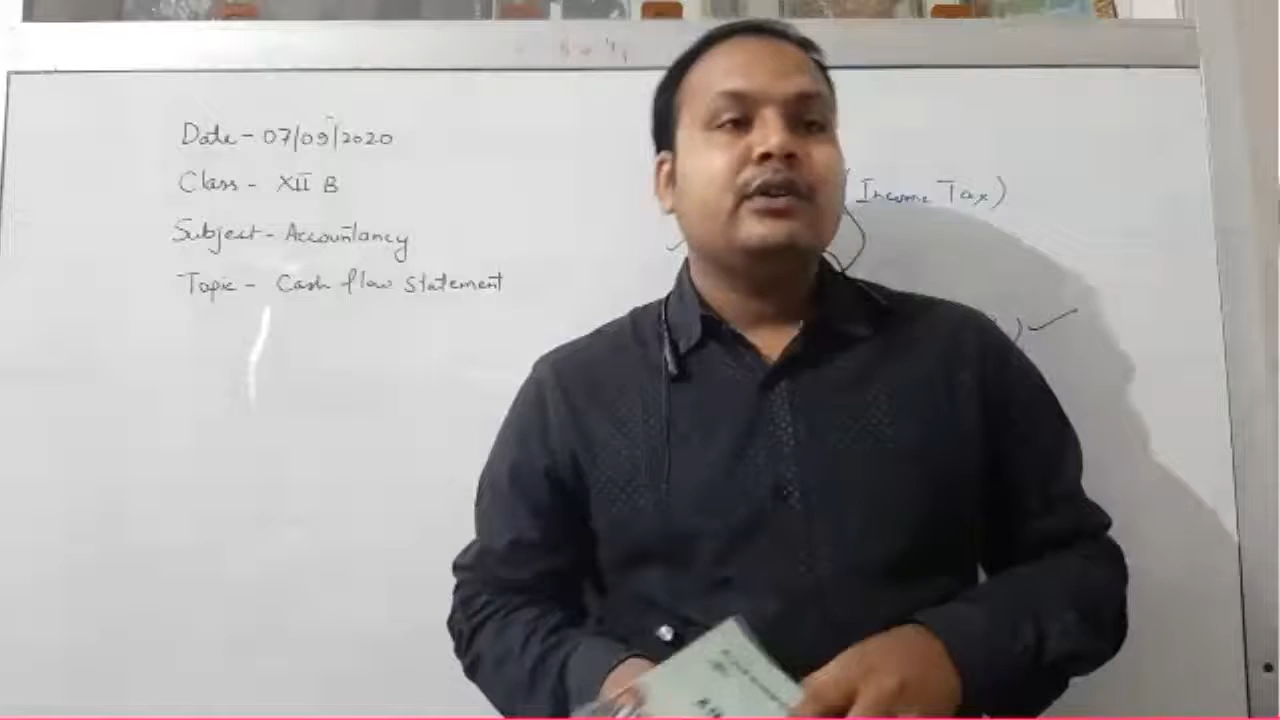 Date - 07/09/2020
Class - XII B
Subject - Accountancy
Topic - Cash flow Statement
(Income Tax)